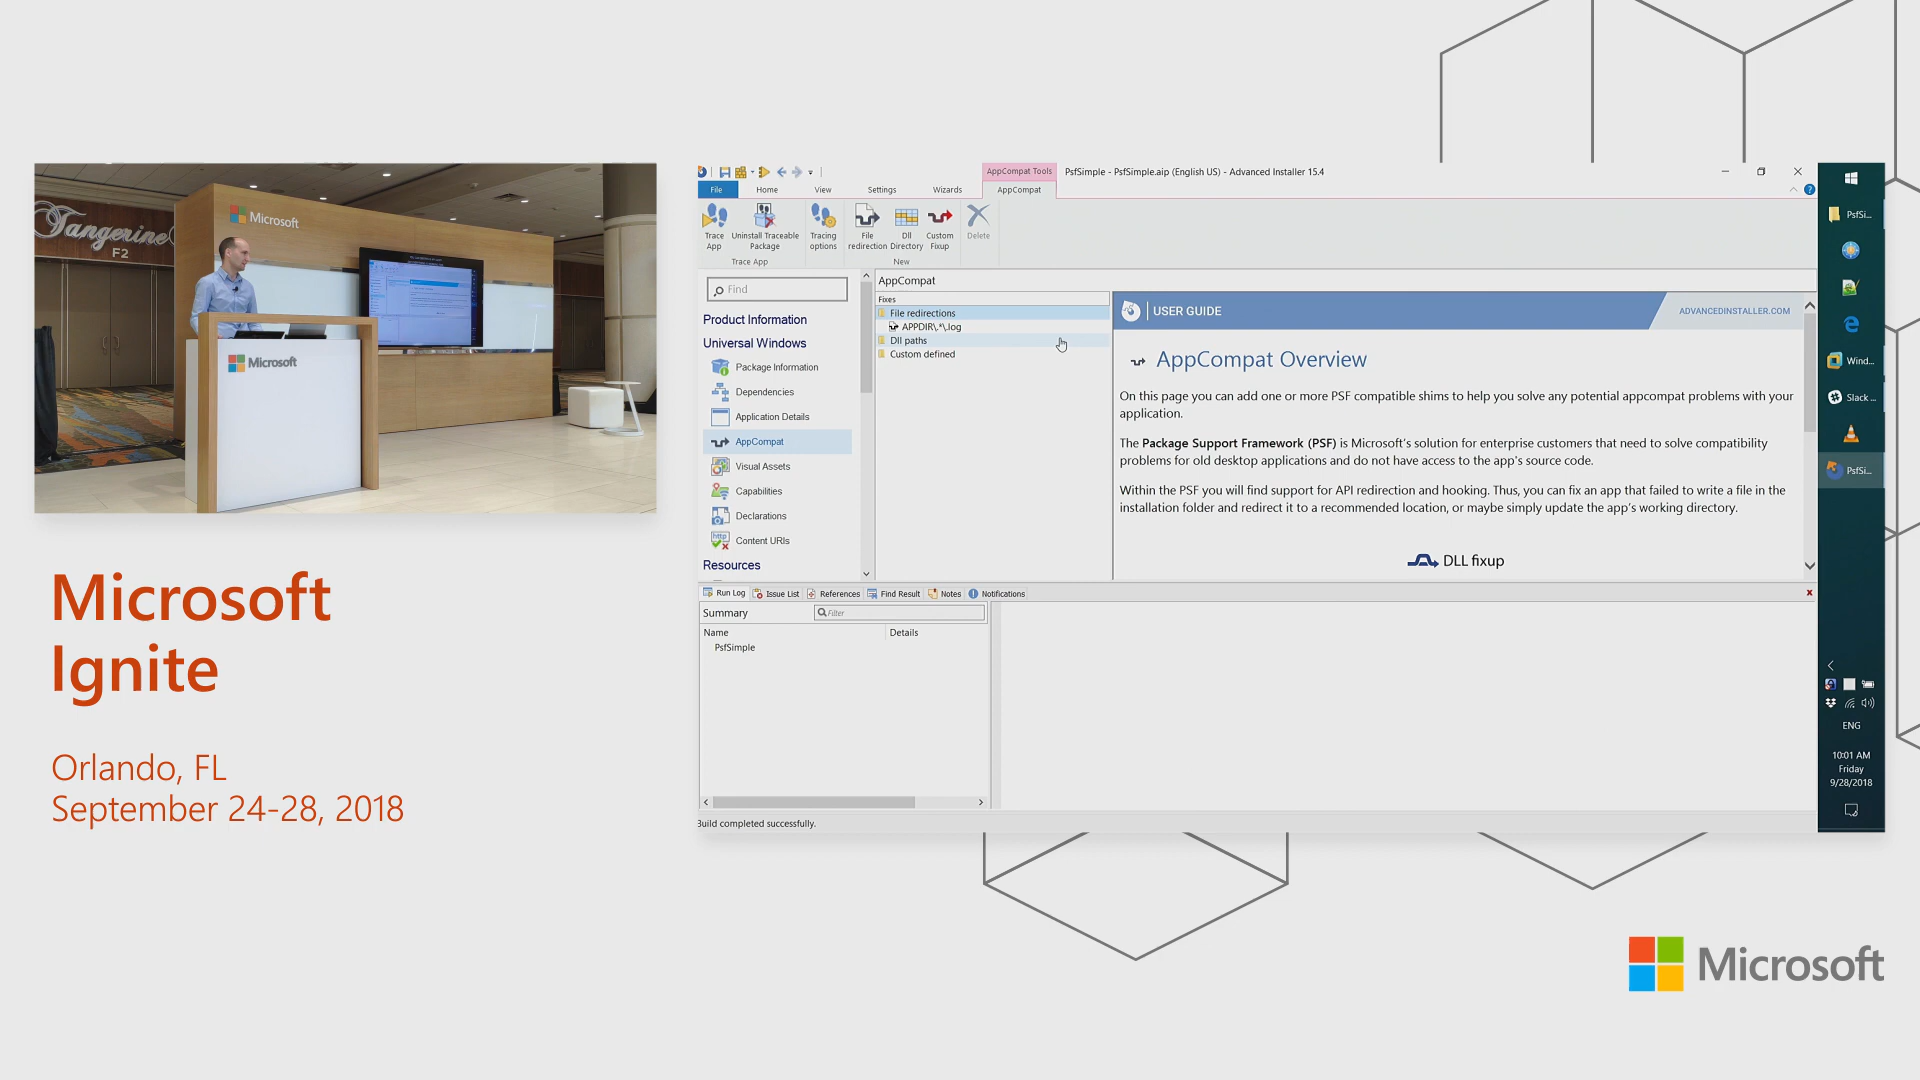 Tangerine
F2
Microsoft
Microsoft
Microsoft
Ignite
Orlando, FL
September 24-28, 2018
AppCompat Tools
PsfSimple - PsfSimple.aip (English US) - Advanced Installer 15.4
File
Home
View
Settings
Wizards
AppCompat
Trace App
Uninstall Traceable Package
Tracing options
File redirection
Dll Directory
Custom Fixup
Delete
Trace App
New
Find
Product Information
Universal Windows
Package Information
Dependencies
Application Details
AppCompat
Visual Assets
Capabilities
Declarations
Content URIs
Resources
AppCompat
Fixes
File redirections
APPDIR\.*\.log
Dll paths
Custom defined
USER GUIDE
ADVANCEDINSTALLER.COM
AppCompat Overview
On this page you can add one or more PSF compatible shims to help you solve any potential appcompat problems with your
application.
The Package Support Framework (PSF) is Microsoft's solution for enterprise customers that need to solve compatibility
problems for old desktop applications and do not have access to the app's source code.
Within the PSF you will find support for API redirection and hooking. Thus, you can fix an app that failed to write a file in the
installation folder and redirect it to a recommended location, or maybe simply update the app's working directory.
DLL fixup
Run Log
Issue List
References
Find Result
Notes
Notifications
Summary
Filter
Name
Details
PsfSimple
Build completed successfully.
PsfSi...
Wind...
Slack ...
PsfSi...
ENG
10:01 AM
Friday
9/28/2018
Microsoft